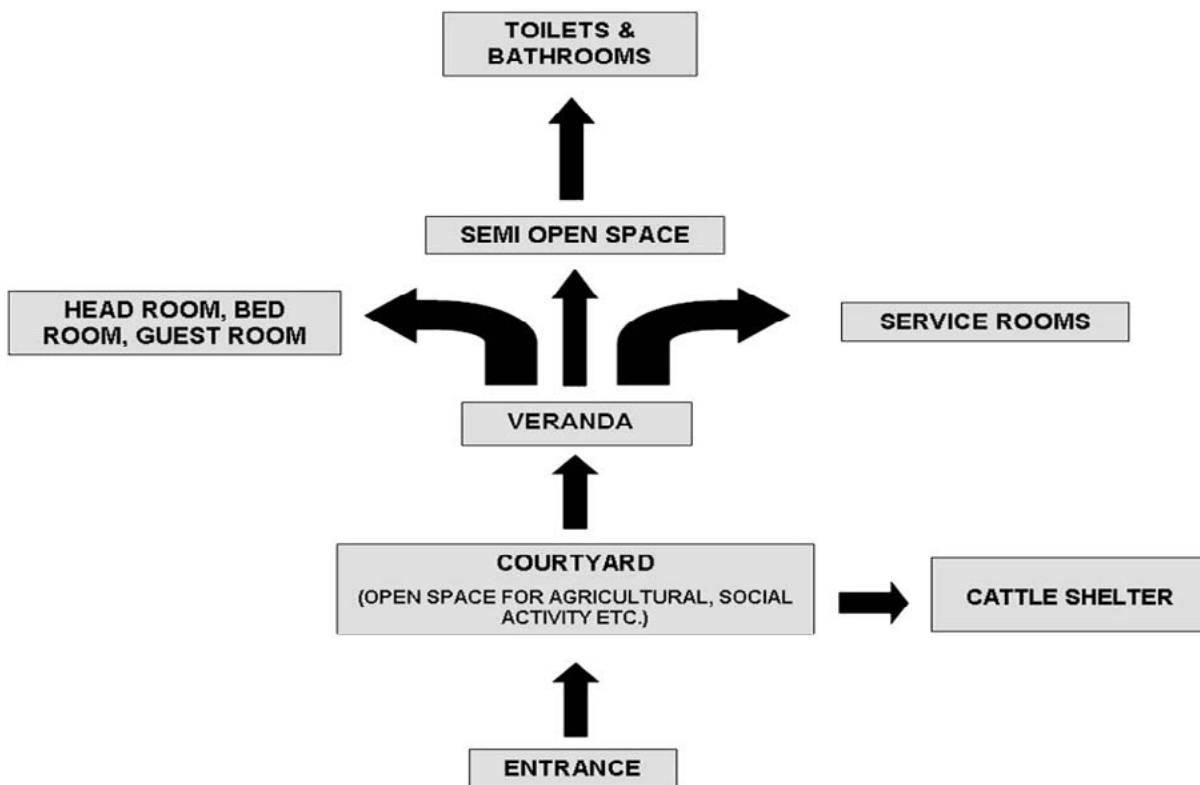 TOILETS &
BATHROOMS
SEMI OPEN SPACE
HEAD ROOM, BED
ROOM, GUEST ROOM
SERVICE ROOMS
VERANDA
COURTYARD
(OPEN SPACE FOR AGRICULTURAL, SOCIAL
ACTIVITY ETC.)
CATTLE SHELTER
ENTRANCE